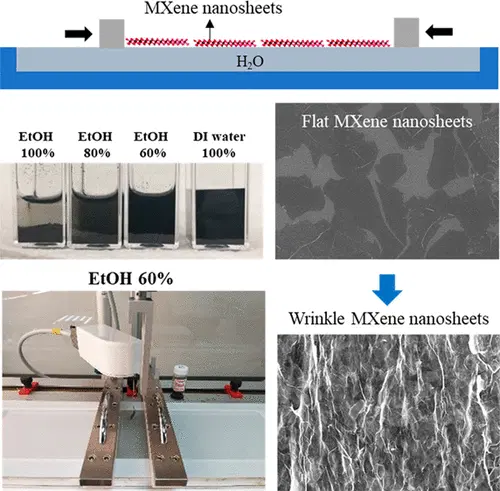 MXene nanosheets
H₂O
EtOH EtOH EtOH DI water
100% 80% 60% 100%
Flat MXene nanosheets
EtOH 60%
Wrinkle MXene nanosheets